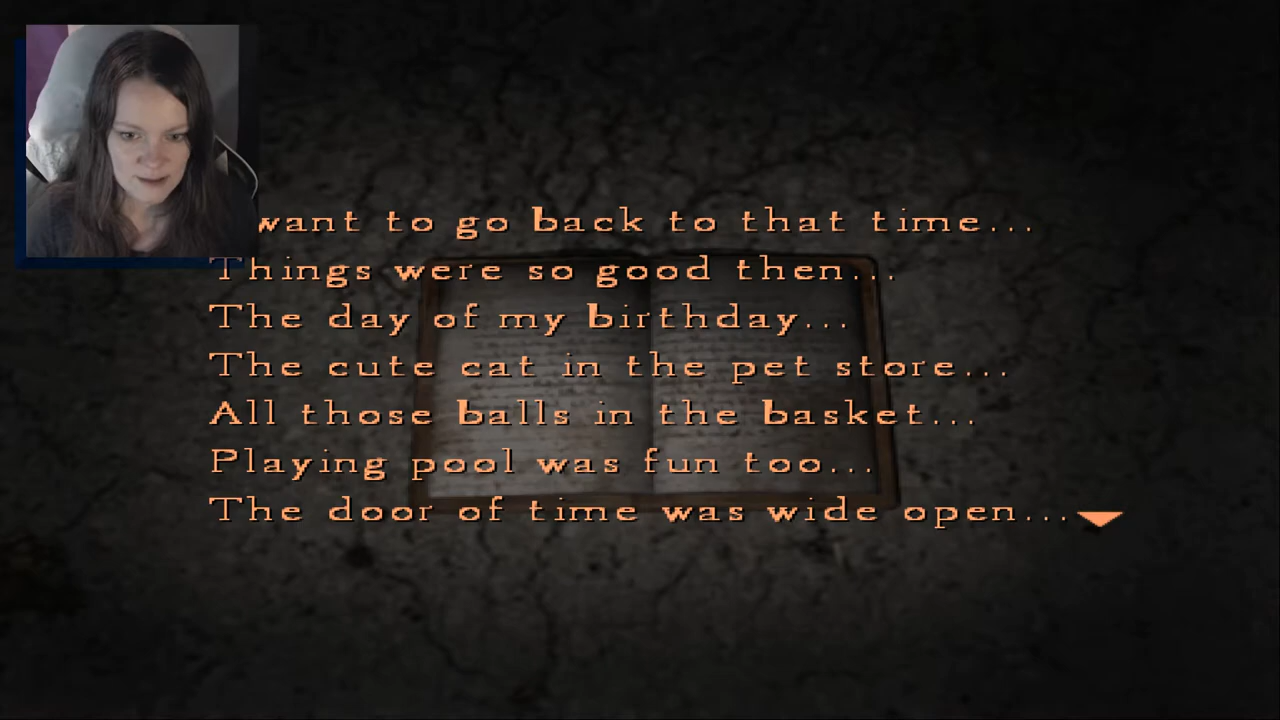 want to go back to that time...
Things were so good then...
The day of my birthday...
The cute cat in the pet store...
All those balls in the basket...
Playing pool was fun too...
The door of time was wide open...